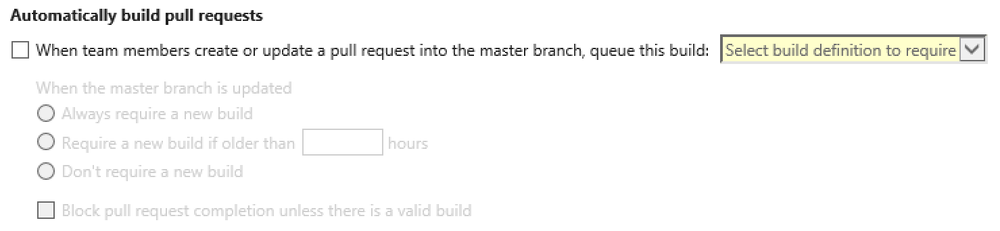 Automatically build pull requests
When team members create or update a pull request into the master branch, queue this build: Select build definition to require
When the master branch is updated
Always require a new build
Require a new build if older than hours
Don't require a new build
Block pull request completion unless there is a valid build